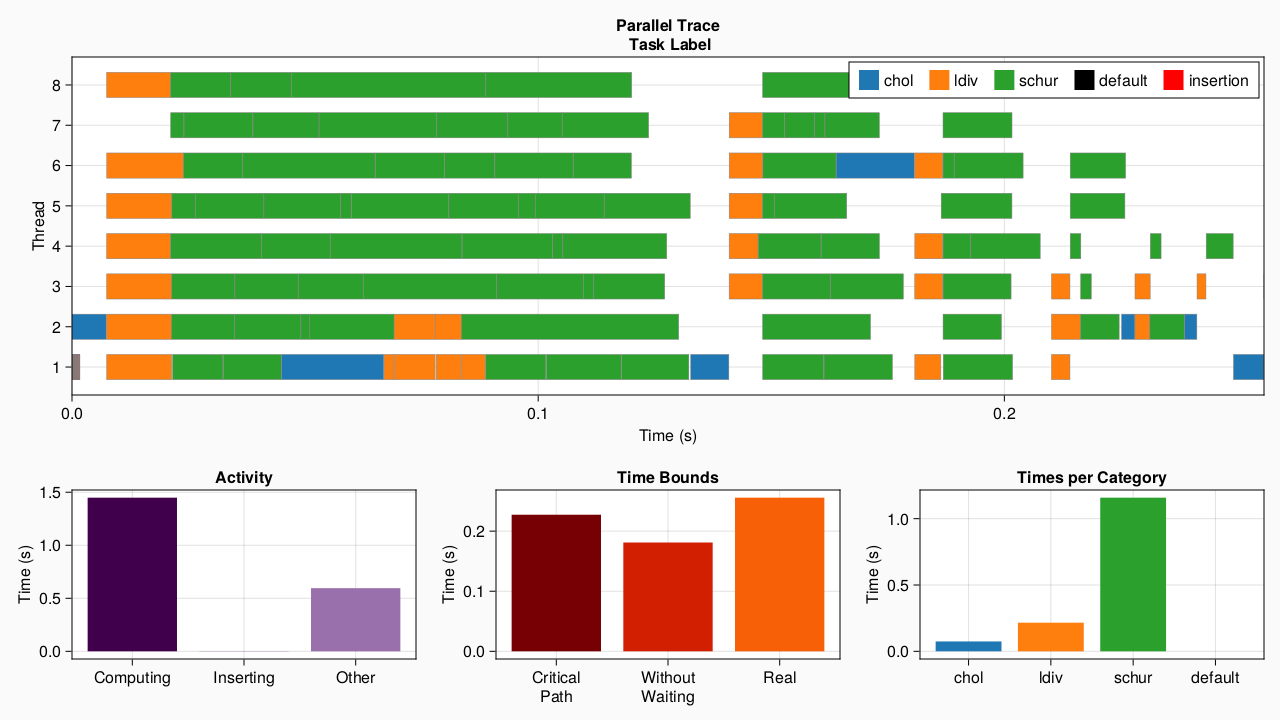 Parallel Trace
Task Label
Thread
8
7
6
5
4
3
2
1
chol ldiv schur default insertion
0.0 0.1 0.2
Time (s)
Activity
Time (s)
1.5
1.0
0.5
0.0
Computing Inserting Other
Time Bounds
Time (s)
0.2
0.1
0.0
Critical Path Without Waiting Real
Times per Category
Time (s)
1.0
0.5
0.0
chol ldiv schur default